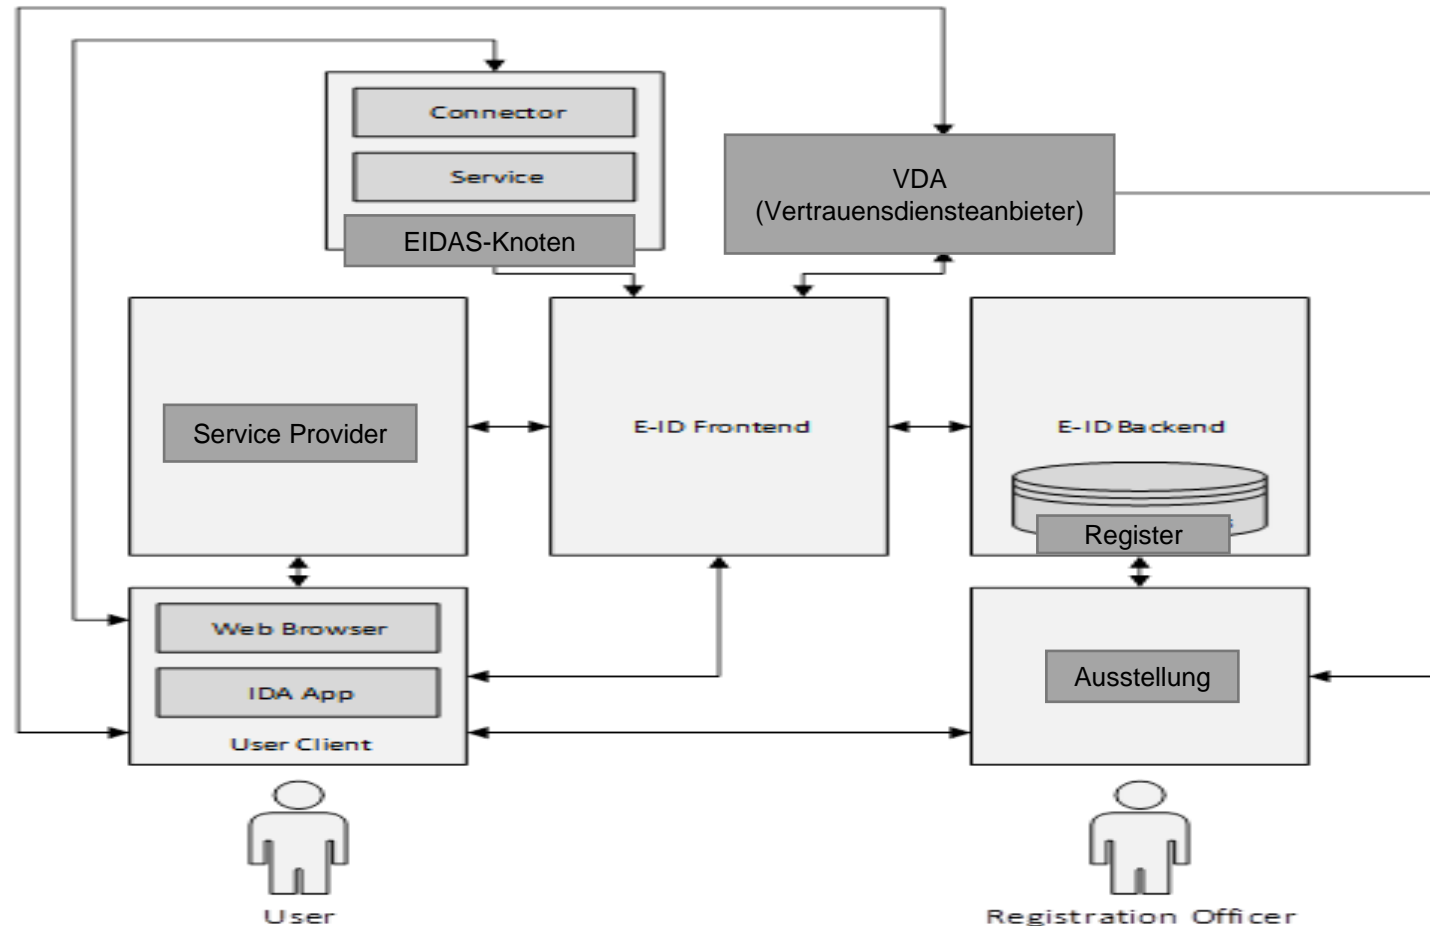 Connector
Service
EIDAS-Knoten
VDA
(Vertrauensdiensteanbieter)
Service Provider
E-ID Frontend
E-ID Backend
Register
Web Browser
IDA App
User Client
Ausstellung
User
Registration Officer